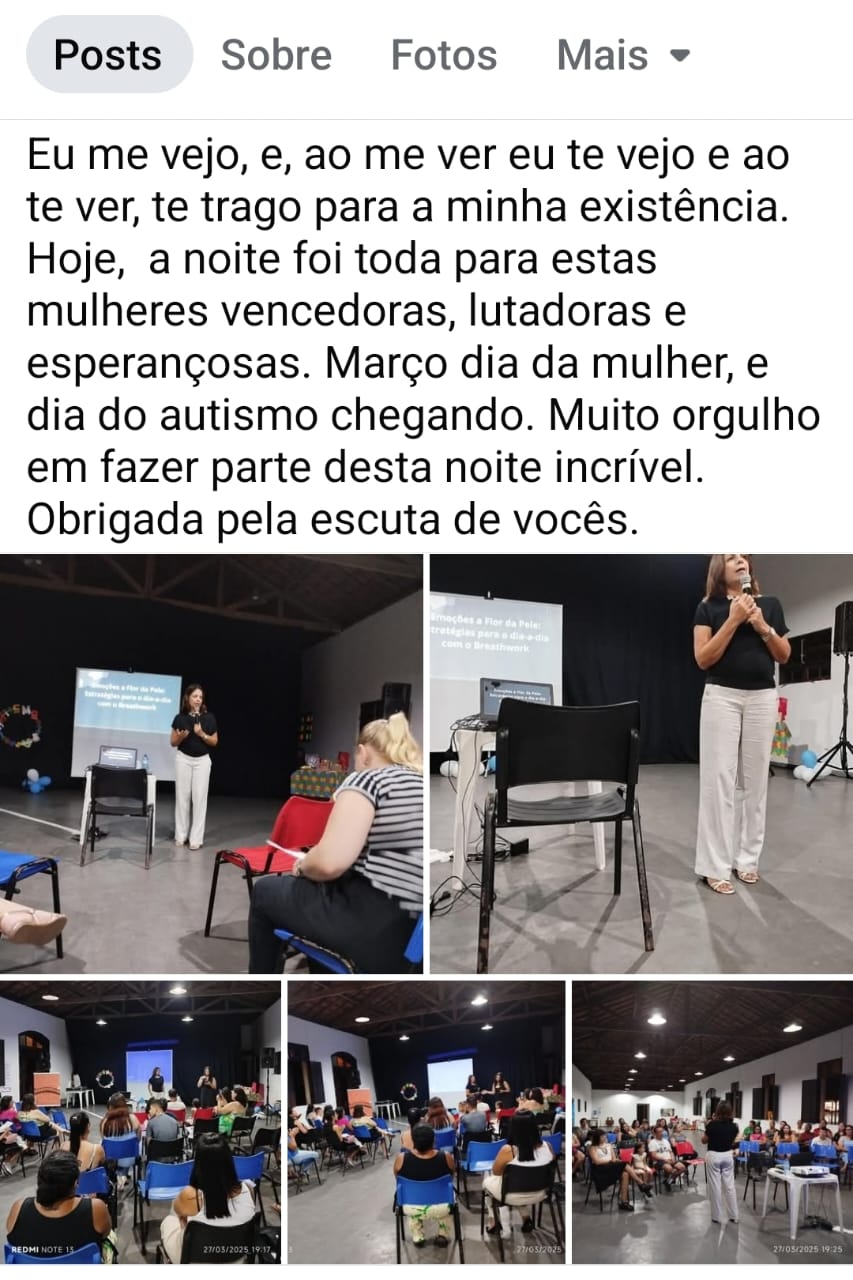 Posts Sobre Fotos Mais
Eu me vejo, e, ao me ver eu te vejo e ao
te ver, te trago para a minha existência.
Hoje,  a noite foi toda para estas
mulheres vencedoras, lutadoras e
esperançosas. Março dia da mulher, e
dia do autismo chegando. Muito orgulho
em fazer parte desta noite incrível.
Obrigada pela escuta de vocês.
Emoções a Flor da Pele:
Estratégias para o dia-a-dia
com o Breathwork
Emoções a Flor da Pele:
tratégias para o dia-a-dia
com o Breathwork
REDMI NOTE 13
27/03/2025 19:17
27/03/2025
27/03/2025 19:25